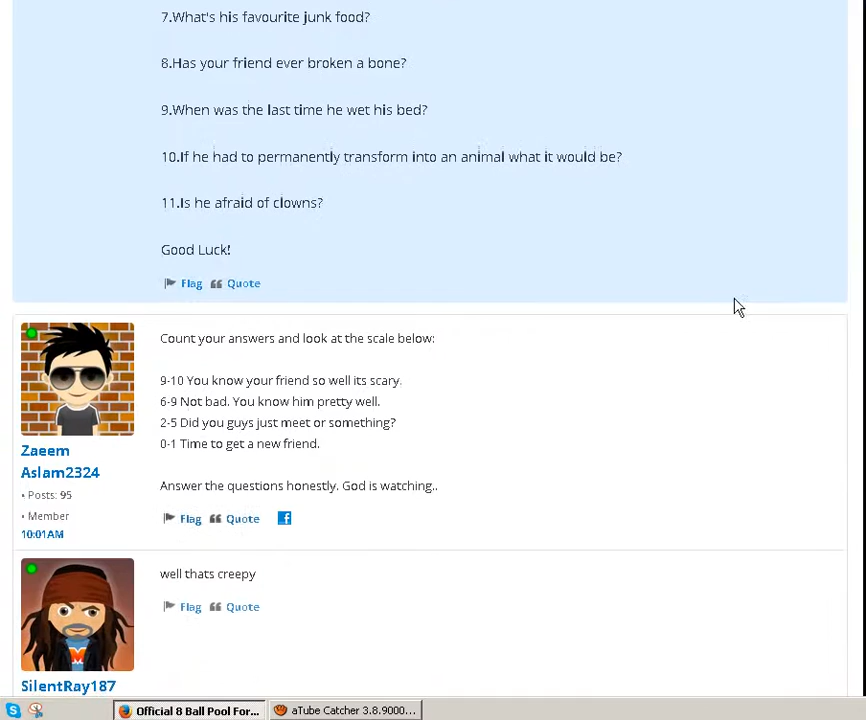 7.What's his favourite junk food?
8.Has your friend ever broken a bone?
9.When was the last time he wet his bed?
10.If he had to permanently transform into an animal what it would be?
11.Is he afraid of clowns?
Good Luck!
Flag Quote
Count your answers and look at the scale below:
9-10 You know your friend so well its scary.
6-9 Not bad. You know him pretty well.
2-5 Did you guys just meet or something?
0-1 Time to get a new friend.
Answer the questions honestly. God is watching..
Flag Quote
Zaeem
Aslam2324
• Posts: 95
• Member
10:01AM
well thats creepy
Flag Quote
SilentRay187
Official 8 Ball Pool For...
aTube Catcher 3.8.9000...